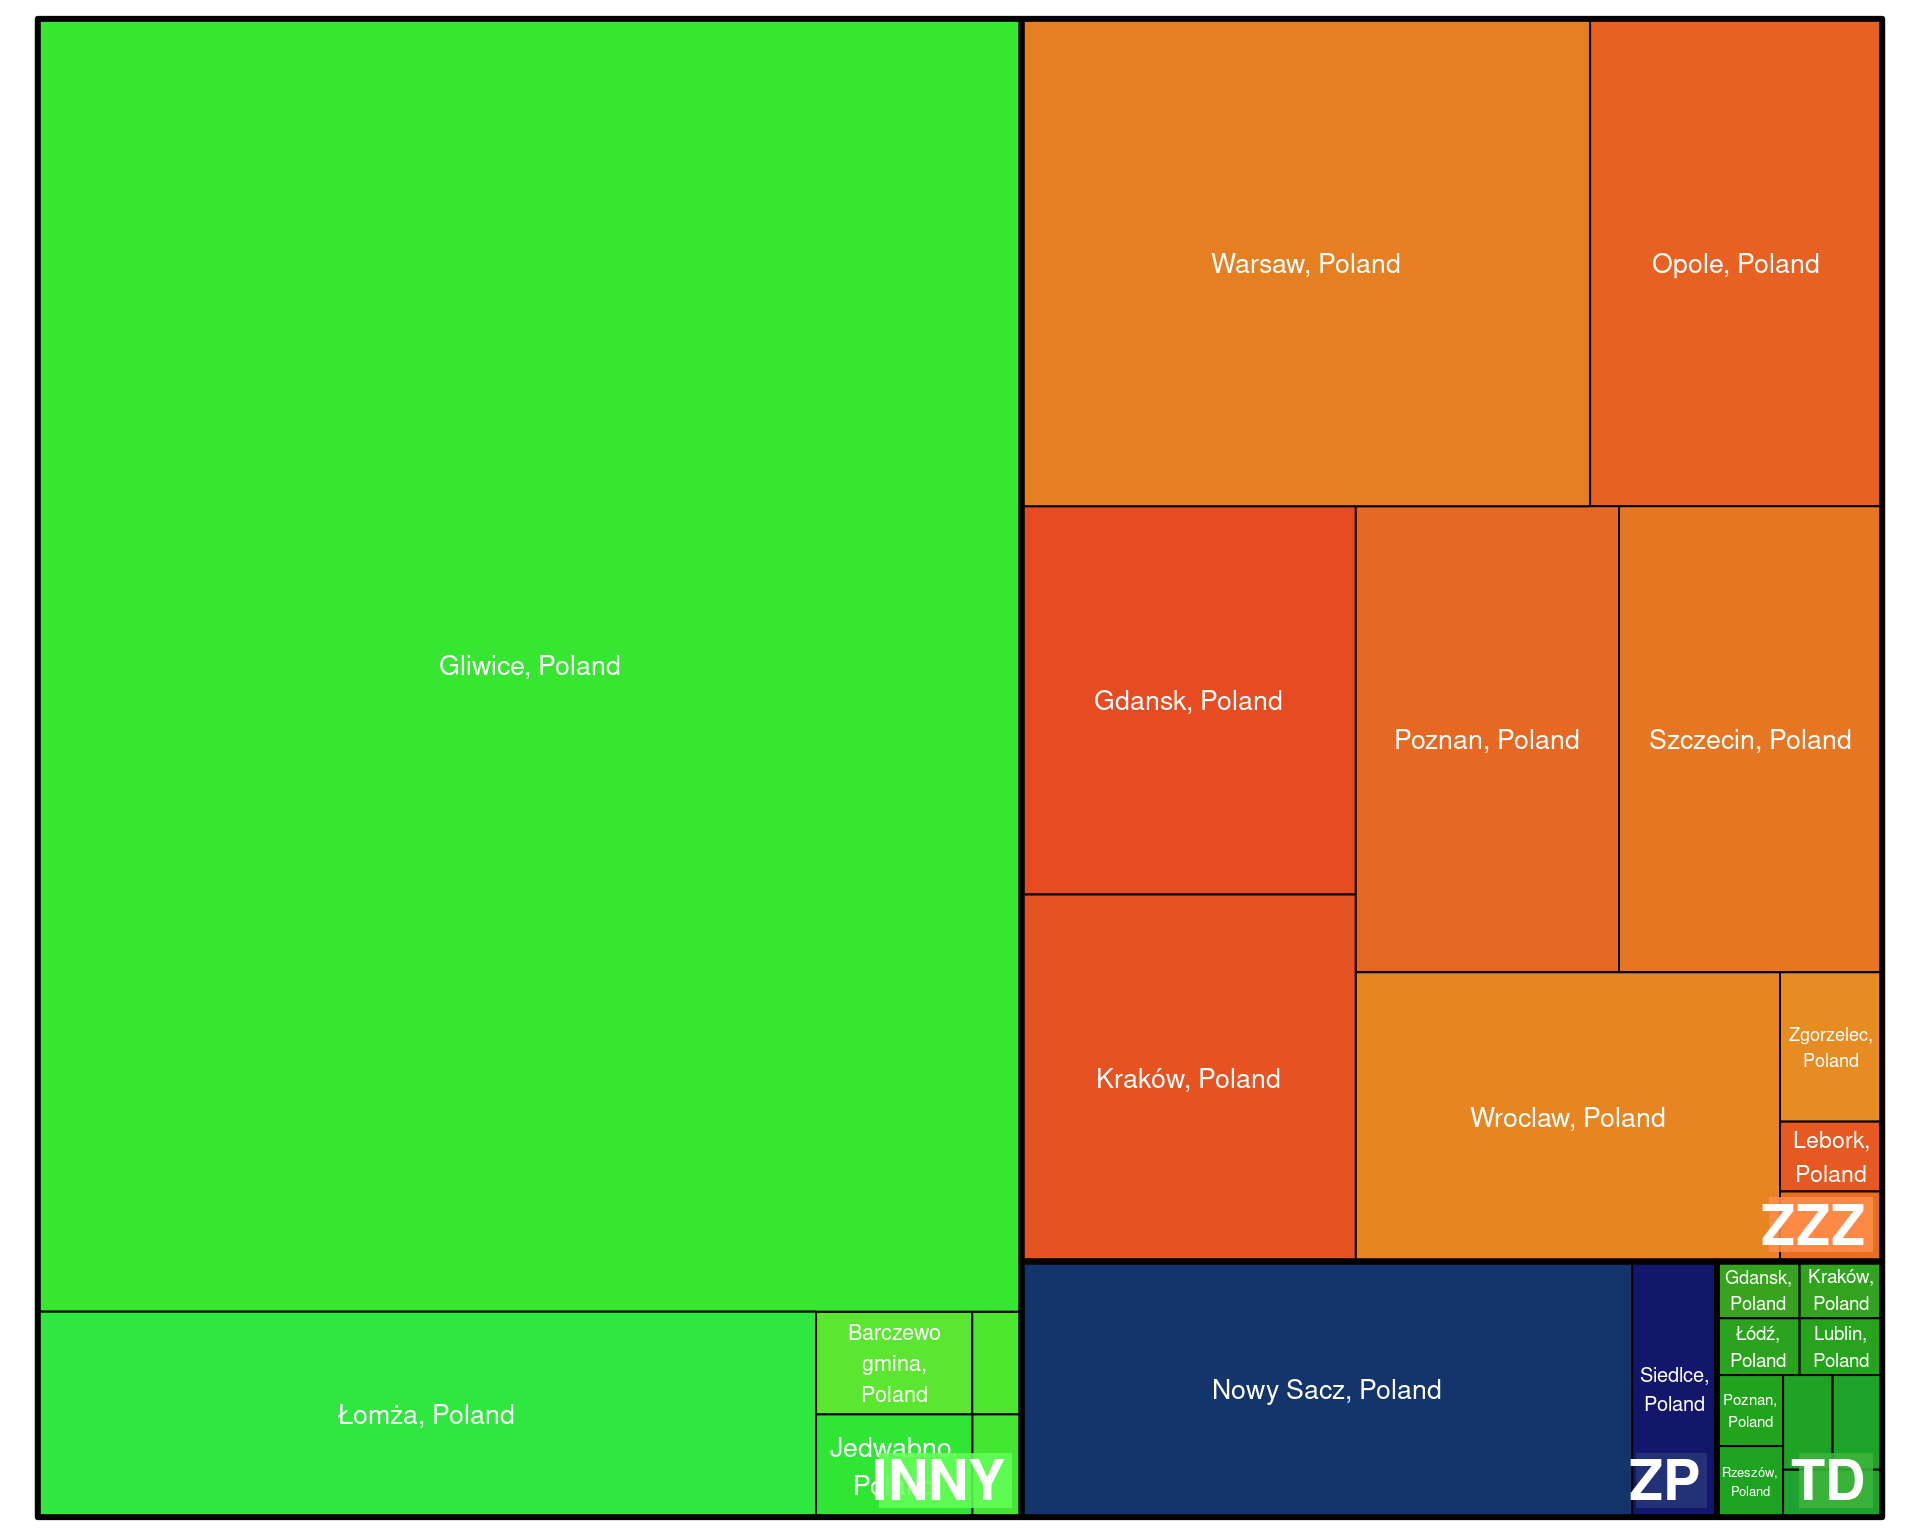 Gliwice, Poland
Łomża, Poland
Barczewo
gmina,
Poland
Jedwabno,
INNY
Warsaw, Poland
Opole, Poland
Gdansk, Poland
Poznan, Poland
Szczecin, Poland
Kraków, Poland
Wroclaw, Poland
Zgorzelec,
Poland
Lebork,
Poland
ZZZ
Nowy Sacz, Poland
Siedlce,
Poland
ZP
Gdansk,
Poland
Kraków,
Poland
Łódź,
Poland
Lublin,
Poland
Poznan,
Poland
Rzeszów,
Poland
TD